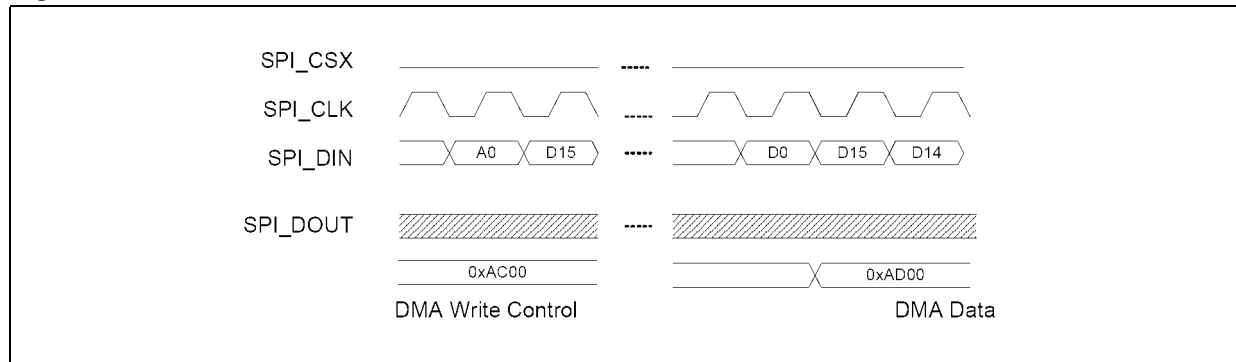 SPI_CSX -----
SPI_CLK -----
SPI_DIN A0 D15 ----- D0 D15 D14
SPI_DOUT -----
0xAC00 0xAD00
DMA Write Control DMA Data